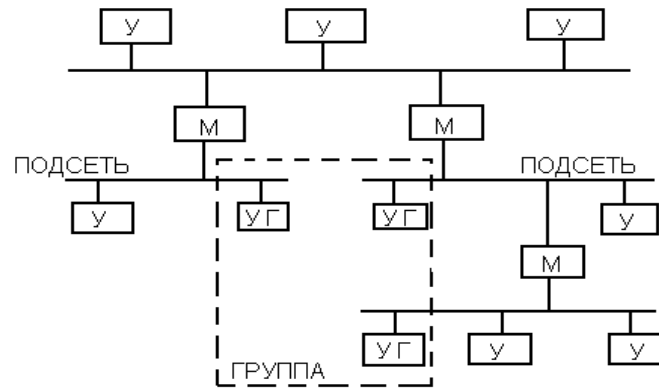 У У У
М М
ПОДСЕТЬ ПОДСЕТЬ
У УГ УГ У
М
УГ У У
ГРУППА